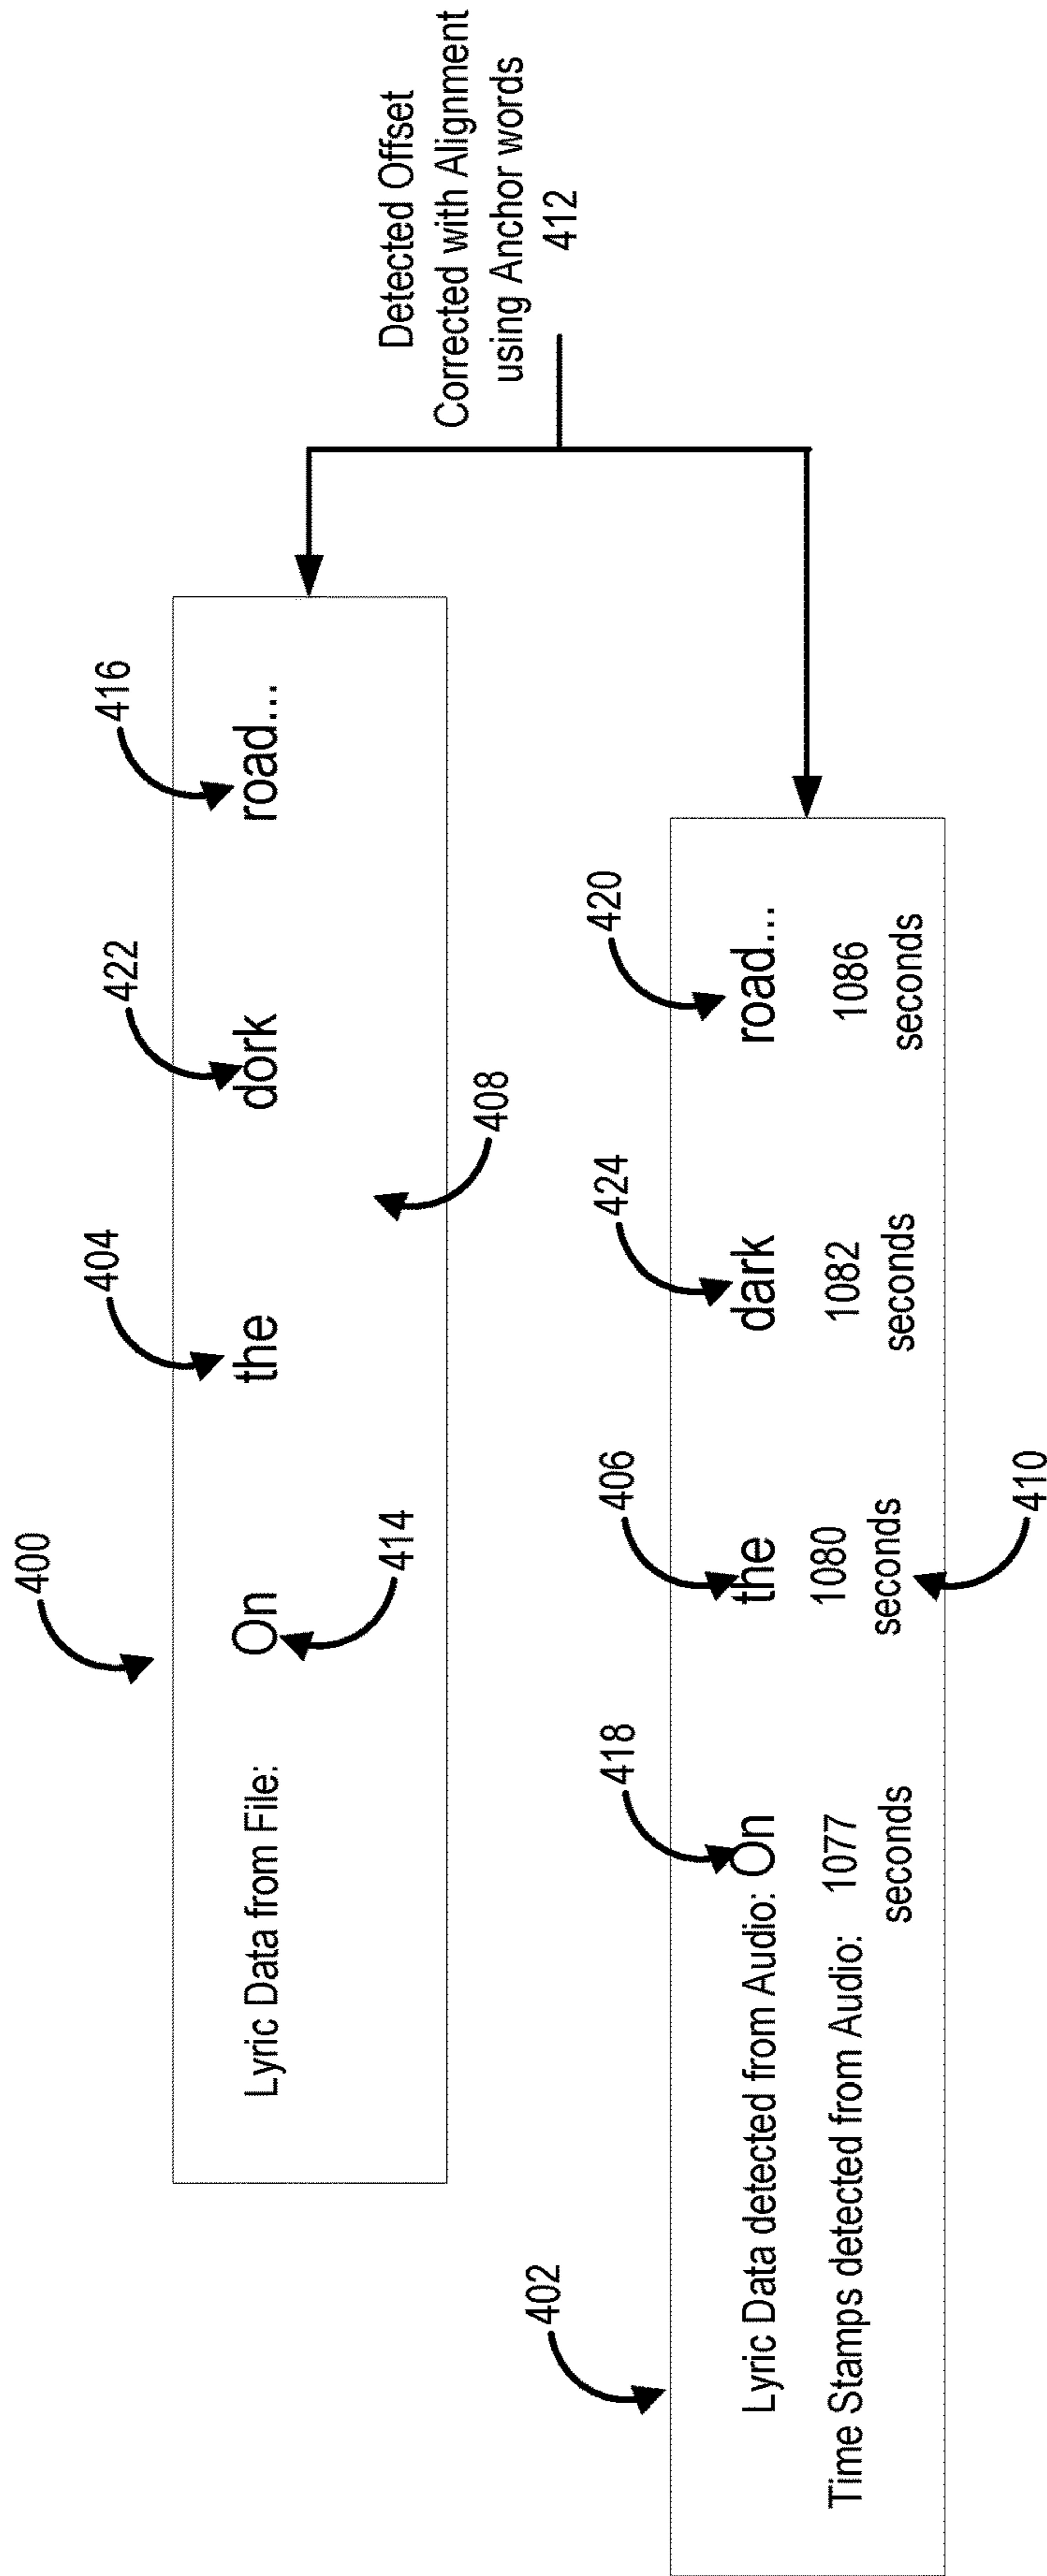 400
404
422
416
Lyric Data from File: On the dork road...
414
408
Detected Offset
Corrected with Alignment
using Anchor words
412
402
418
406
424
420
Lyric Data detected from Audio: On the dark road...
Time Stamps detected from Audio: 1077 1080 1082 1086
seconds seconds seconds seconds
410